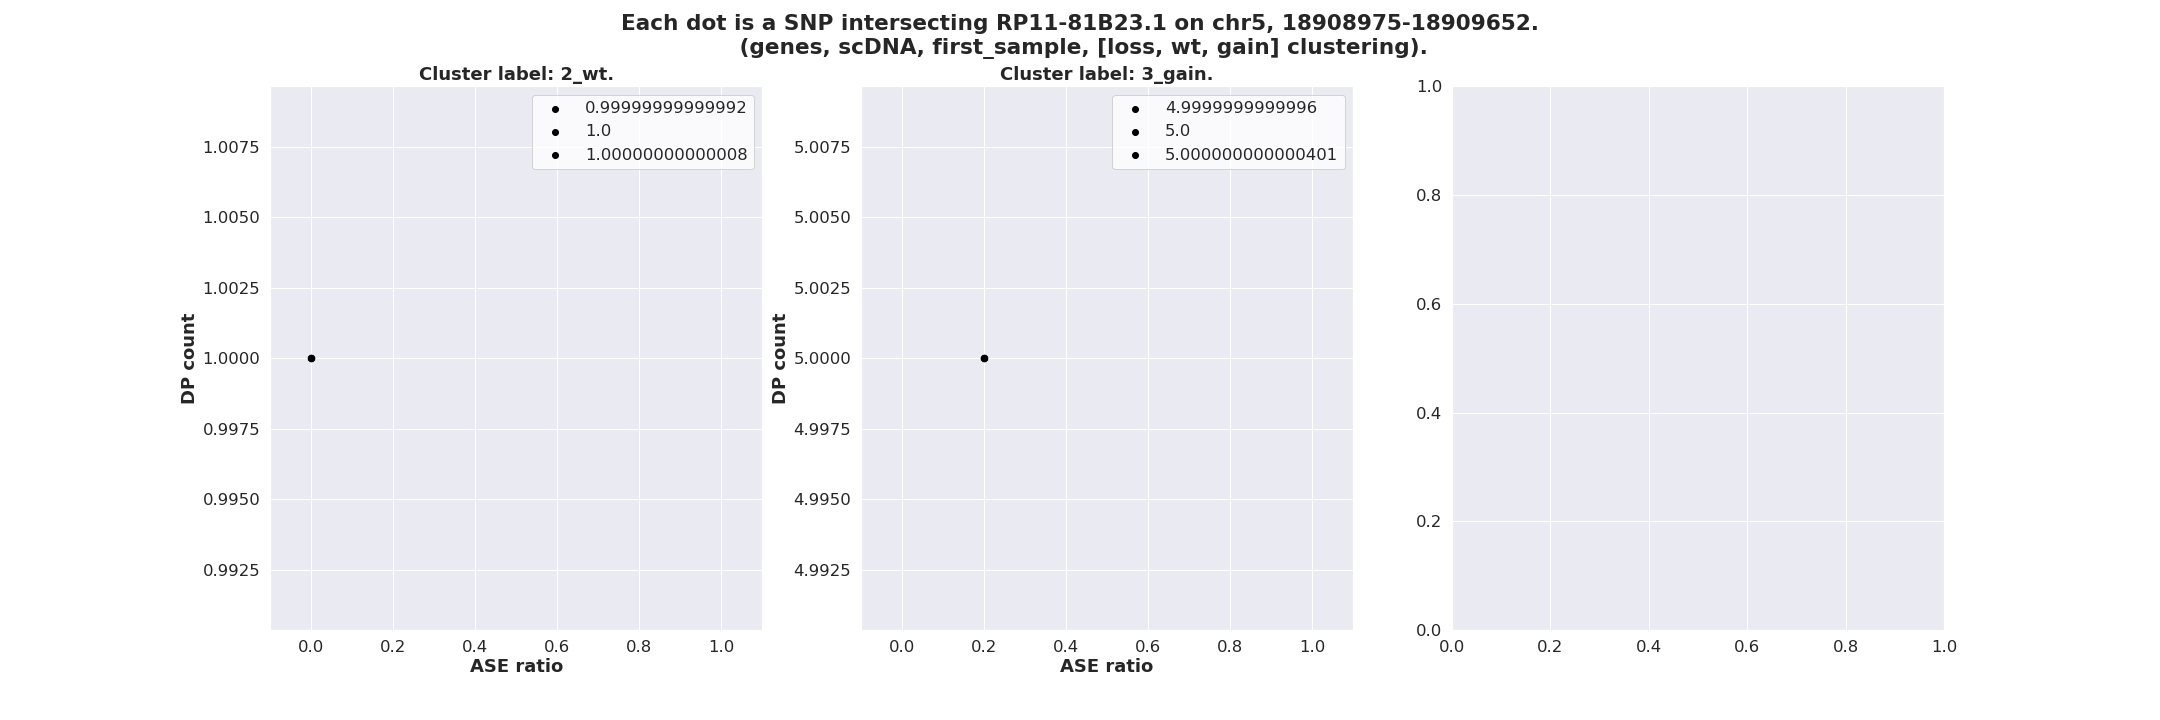 Each dot is a SNP intersecting RP11-81B23.1 on chr5, 18908975-18909652.
(genes, scDNA, first_sample, [loss, wt, gain] clustering).
Cluster label: 2_wt.
0.99999999999992
1.0
1.00000000000008
1.0075
1.0050
1.0025
1.0000
0.9975
0.9950
0.9925
DP count
0.0 0.2 0.4 0.6 0.8 1.0
ASE ratio
Cluster label: 3_gain.
4.9999999999996
5.0
5.000000000000401
5.0075
5.0050
5.0025
5.0000
4.9975
4.9950
4.9925
DP count
0.0 0.2 0.4 0.6 0.8 1.0
ASE ratio
1.0
0.8
0.6
0.4
0.2
0.0
0.0 0.2 0.4 0.6 0.8 1.0